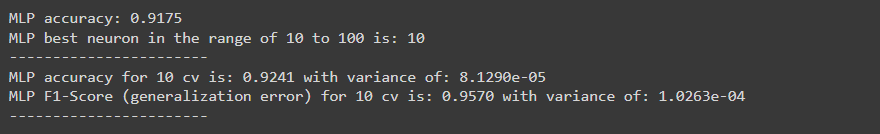 MLP accuracy: 0.9175
MLP best neuron in the range of 10 to 100 is: 10
-----------------------
MLP accuracy for 10 cv is: 0.9241 with variance of: 8.1290e-05
MLP F1-Score (generalization error) for 10 cv is: 0.9570 with variance of: 1.0263e-04
-----------------------